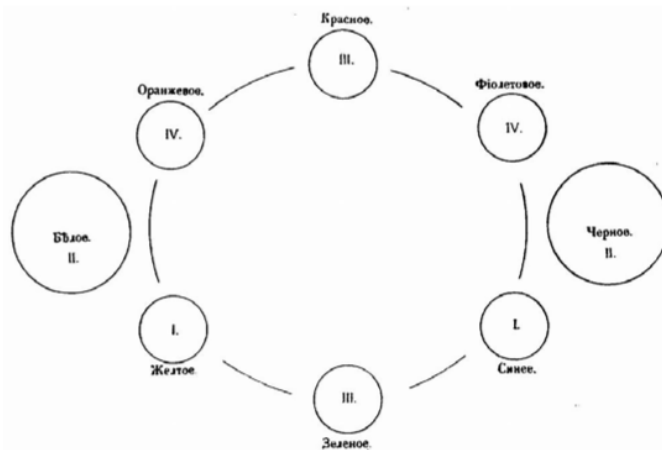 Красное.
III.
Оранжевое.
Фіолетовое.
IV.
IV.
Бѣлое.
II.
Черное.
II.
I.
I.
Желтое
Синее.
III.
Зеленое.